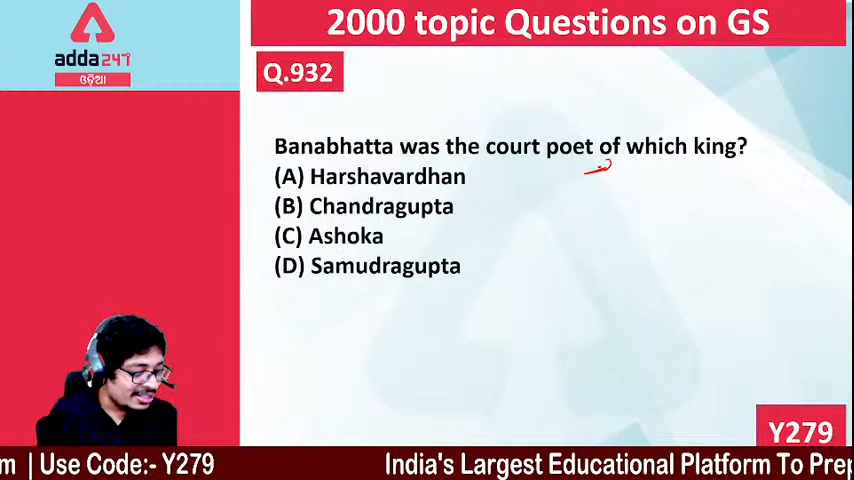 2000 topic Questions on GS
adda247
ଓଡ଼ିଆ
Q.932
Banabhatta was the court poet of which king?
(A) Harshavardhan
(B) Chandragupta
(C) Ashoka
(D) Samudragupta
Y279
m | Use Code:- Y279 India's Largest Educational Platform To Prep